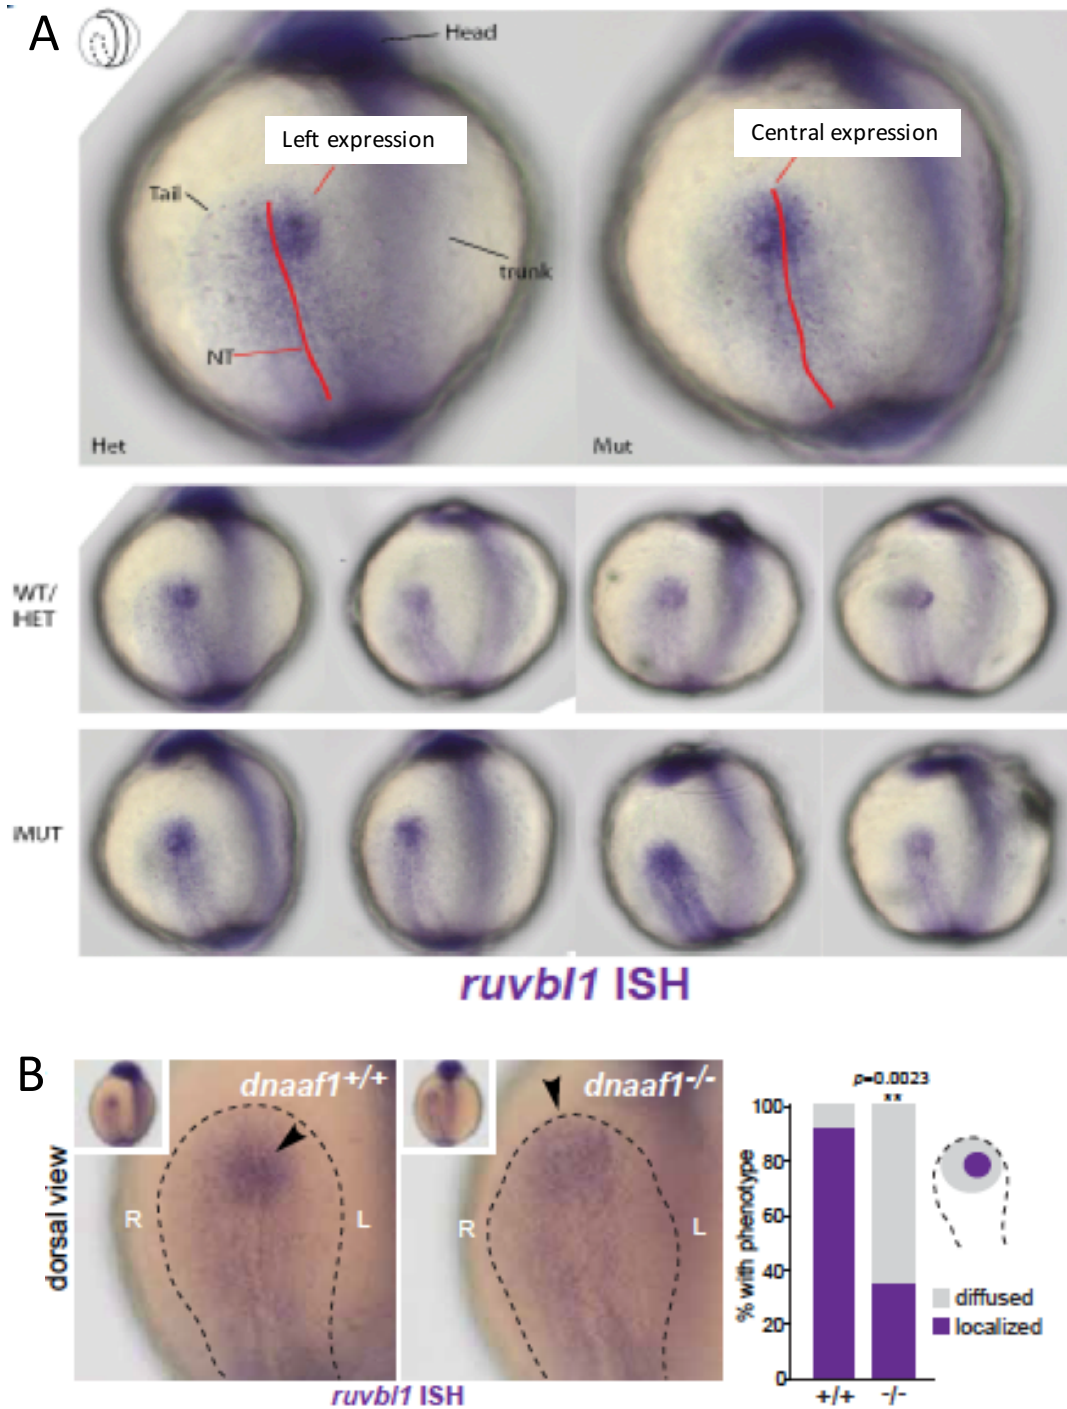 A
Head
Left expression
Central expression
Tail
trunk
NT
Het
Mut
WT/
HET
MUT
ruvbl1 ISH
B
dnaaf1+/+
dnaaf1-/-
p=0.0023
**
dorsal view
R
L
R
L
% with phenotype
100
80
60
40
20
0
+/+
-/-
diffused
localized
ruvbl1 ISH